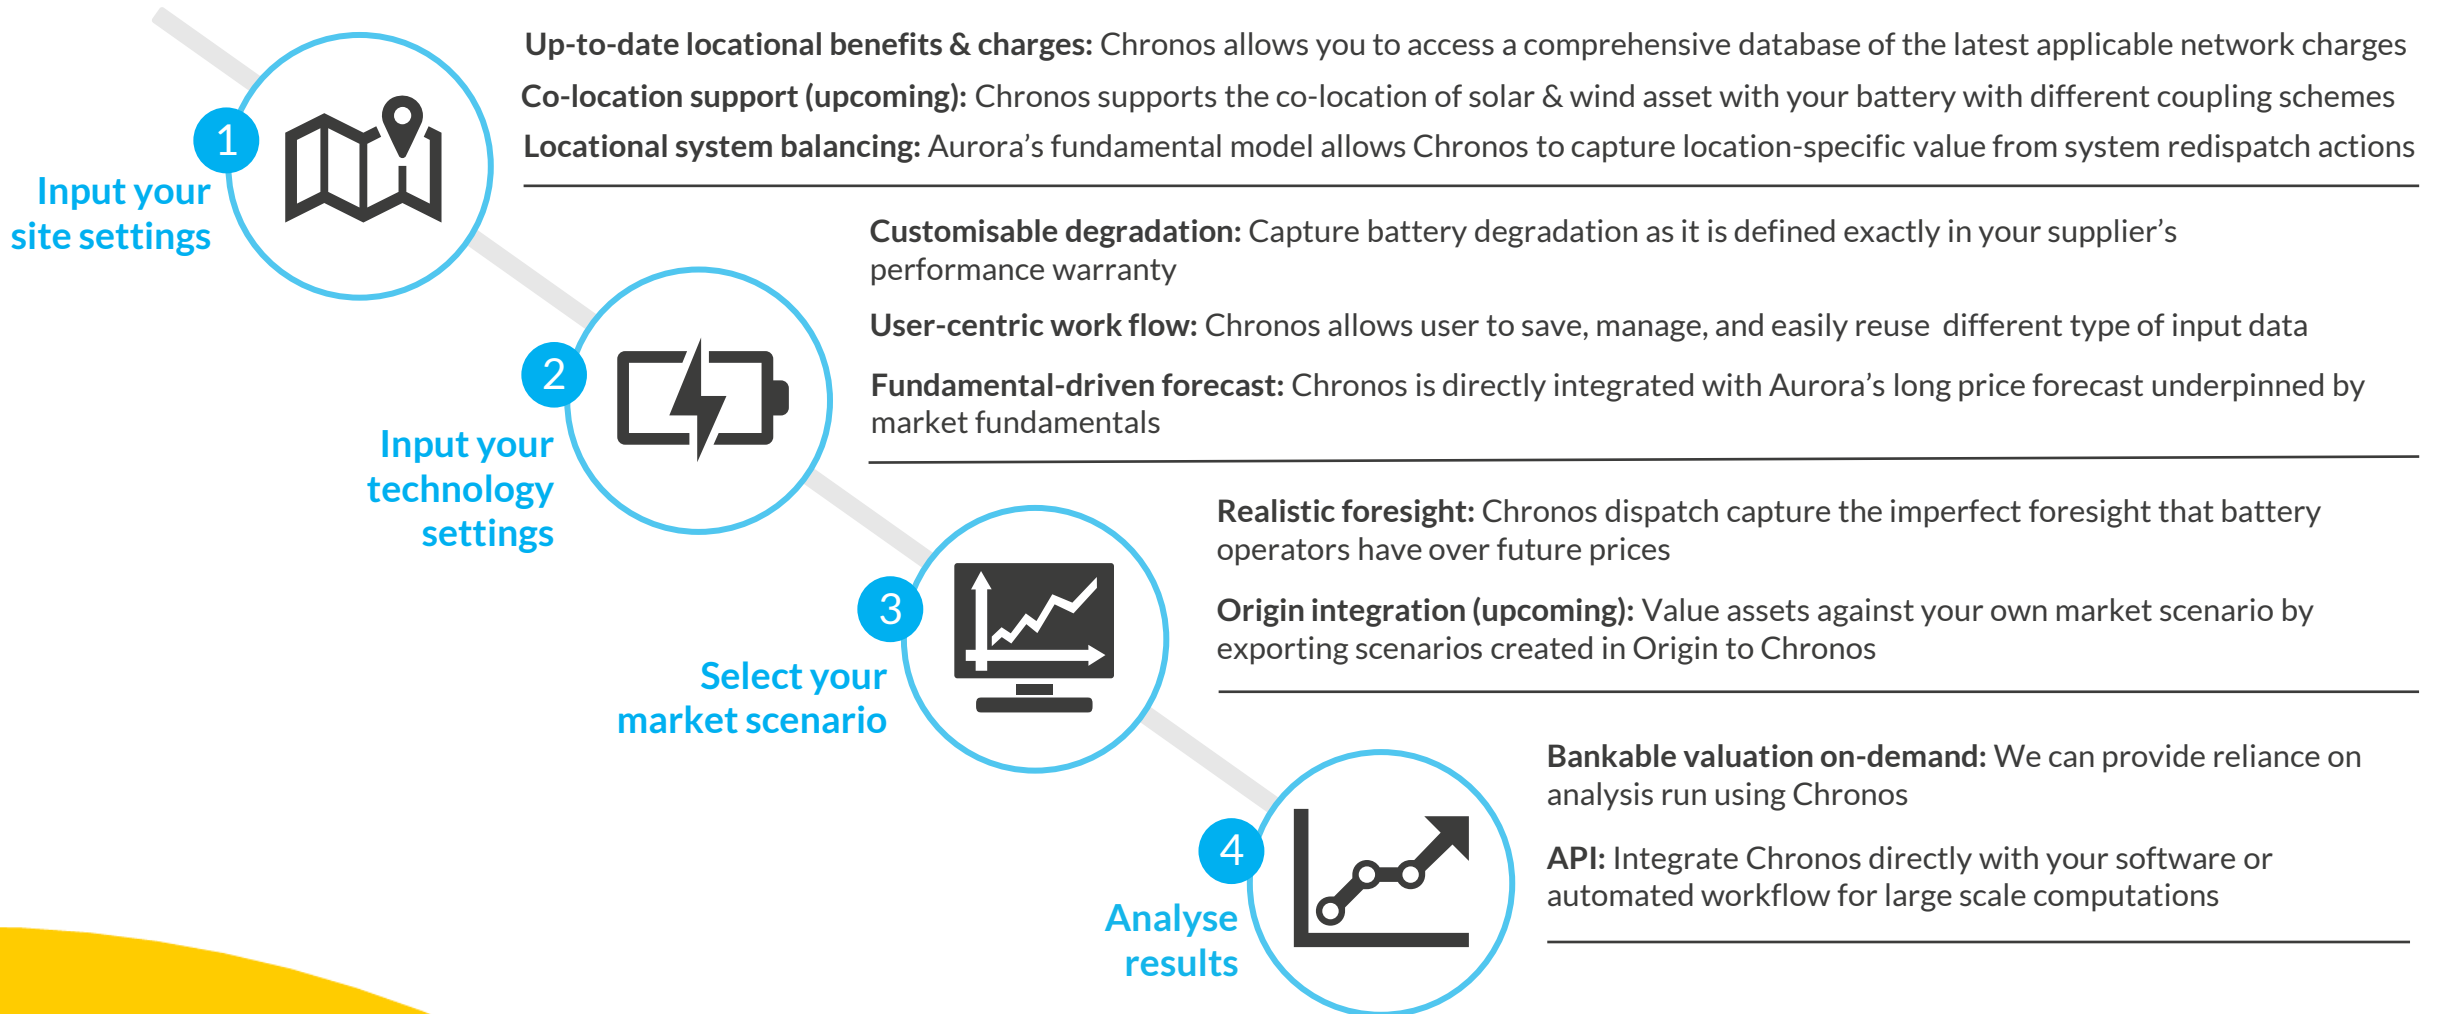 Up-to-date locational benefits & charges: Chronos allows you to access a comprehensive database of the latest applicable network charges
Co-location support (upcoming): Chronos supports the co-location of solar & wind asset with your battery with different coupling schemes
Locational system balancing: Aurora's fundamental model allows Chronos to capture location-specific value from system redispatch actions
1
Input your
site settings
Customisable degradation: Capture battery degradation as it is defined exactly in your supplier's
performance warranty
User-centric work flow: Chronos allows user to save, manage, and easily reuse different type of input data
Fundamental-driven forecast: Chronos is directly integrated with Aurora's long price forecast underpinned by
market fundamentals
2
Input your
technology
settings
Realistic foresight: Chronos dispatch capture the imperfect foresight that battery
operators have over future prices
Origin integration (upcoming): Value assets against your own market scenario by
exporting scenarios created in Origin to Chronos
3
Select your
market scenario
Bankable valuation on-demand: We can provide reliance on
analysis run using Chronos
API: Integrate Chronos directly with your software or
automated workflow for large scale computations
4
Analyse
results